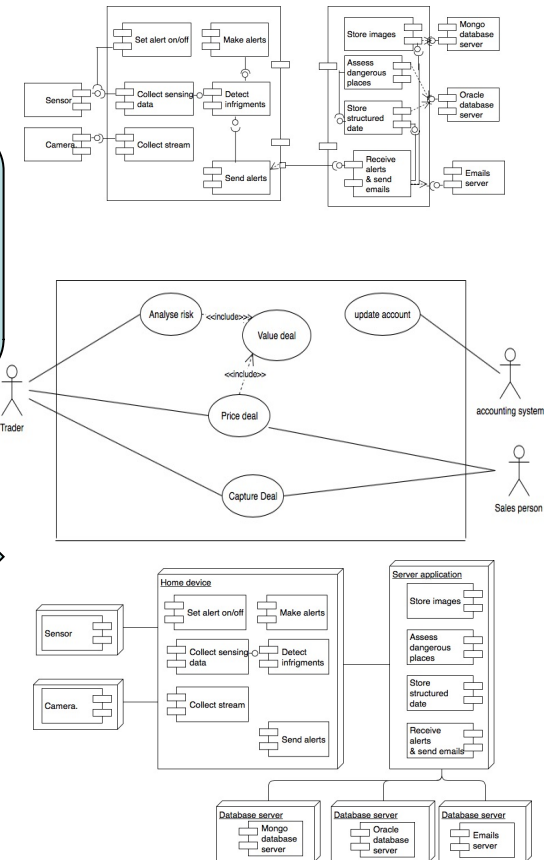 Set alert on/off
Make alerts
Store images
Mongo
database
server
Assess
dangerous
places
Sensor
Collect sensing
data
Detect
infrigments
Oracle
database
server
Store
structured
date
Camera.
Collect stream
Send alerts
Receive
alerts
& send
emails
Emails
server
Analyse risk
<<include>>
Value deal
update account
<<include>>
Trader
Price deal
accounting system
Capture Deal
Sales person
Home device
Server application
Set alert on/off
Make alerts
Store images
Sensor
Collect sensing
data
Detect
infrigments
Assess
dangerous
places
Camera.
Collect stream
Store
structured
date
Send alerts
Receive
alerts
& send emails
Database server
Mongo
database
server
Database server
Oracle
database
server
Database server
Emails
server